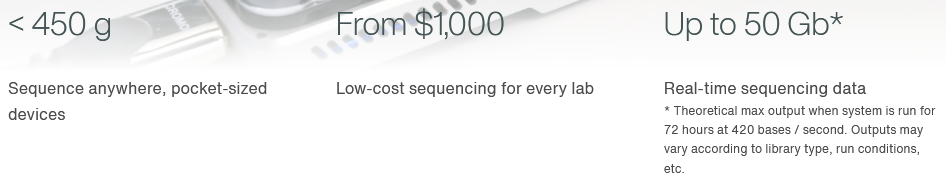 < 450 g
Sequence anywhere, pocket-sized
devices
From $1,000
Low-cost sequencing for every lab
Up to 50 Gb*
Real-time sequencing data
* Theoretical max output when system is run for
72 hours at 420 bases / second. Outputs may
vary according to library type, run conditions,
etc.